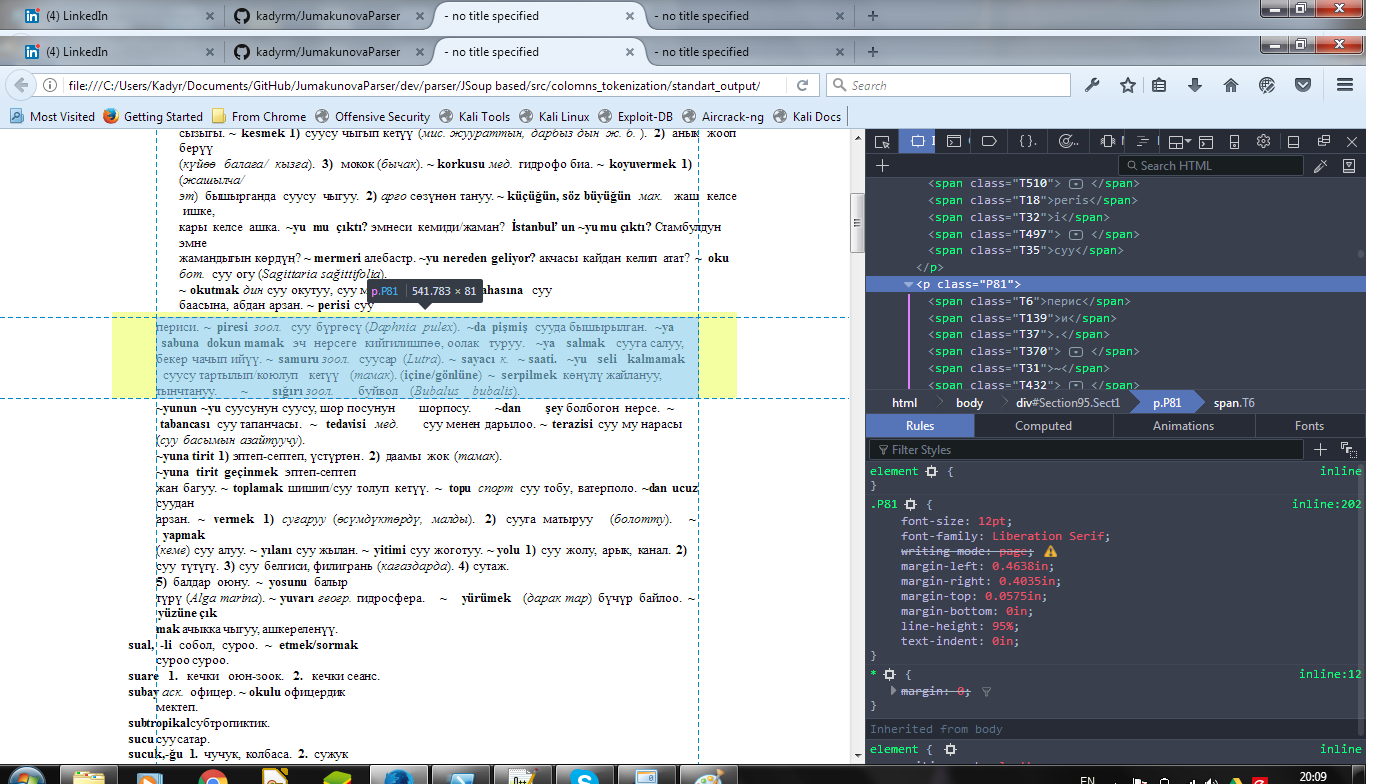 (4) LinkedIn × kadyrm/JumakunovaParser × - no title specified × - no title specified × +
(4) LinkedIn × kadyrm/JumakunovaParser × - no title specified × - no title specified × +
file:///C:/Users/Kadyr/Documents/GitHub/JumakunovaParser/dev/parser/JSoup based/src/colomns_tokenization/standart_output/ Search
Most Visited Getting Started From Chrome Offensive Security Kali Tools Kali Linux Exploit-DB Aircrack-ng Kali Docs
сызыгы. ~ kesmek 1) суусу чыгып кетүү (мис. жуураттын, дарбыз дын ж. б. ). 2) анык жооп
берүү
(күйөө балага/ кызга). 3) мокок (бычак). ~ korkusu мед. гидрофо биа. ~ koyuvermek 1)
(жашылча/
эт) бышырганда суусу чыгуу. 2) арго сөзүнөн тануу. ~ küçüğün, söz büyüğün мак. жаш келсе
ишке,
кары келсе ашка. ~yu mu çıktı? эмнеси кемиди/жаман? İstanbul’ un ~yu mu çıktı? Стамбулдун
эмне
жамандыгын көрдүң? ~ mermeri алебастр. ~yu nereden geliyor? акчасы кайдан келип атат? ~ oku
бот. суу огу (Sagittaria sağittifolia).
~ okutmak дин суу окутуу, суу ahasına суу
баасына, абдан арзан. ~ perisi суу
p.P81 541.783 × 81
периси. ~ piresi зоол. суу бүргөсү (Daphnia pulex). ~da pişmiş сууда бышырылган. ~ya
sabuna dokun mamak эч нерсеге кийгилишпөө, оолак туруу. ~ya salmak сууга салуу,
бекер чачып ийүү. ~ samuru зоол. суусар (Lutra). ~ sayacı к. ~ saati. ~yu seli kalmamak
суусу тартылып/коюлуп кетүү (тамак). (içine/gönlüne) ~ serpilmek көңүлү жайлануу,
тынчтануу. ~ sığırı зоол. буйвол (Bubalus bubalis).
~yunun ~yu суусунун суусу, шор посунун шорпосу. ~dan şey болбогон нерсе. ~
tabancası суу тапанчасы. ~ tedavisi мед. суу менен дарылоо. ~ terazisi суу му нарасы
(суу басымын азайтуучу).
~yuna tirit 1) эптеп-септеп, үстүртөн. 2) даамы жок (тамак).
~yuna tirit geçinmek эптеп-септеп
жан багуу. ~ toplamak шишип/суу толуп кетүү. ~ topu спорт суу тобу, ватерполо. ~dan ucuz
суудан
арзан. ~ vermek 1) сугаруу (өсүмдүктөрдү, малды). 2) сууга матыруу (болотту). ~
yapmak
(кеме) суу алуу. ~ yılanı суу жылан. ~ yitimi суу жоготуу. ~ yolu 1) суу жолу, арык, канал. 2)
суу түтүгү. 3) суу белгиси, филигрань (кагаздарда). 4) сутаж.
5) балдар оюну. ~ yosunu балыр
түрү (Alga marina). ~ yuvarı геогр. гидросфера. ~ yürümek (дарак тар) бүчүр байлоо. ~
yüzüne çık
mak ачыкка чыгуу, ашкереленүү.
sual, -li собол, суроо. ~ etmek/sormak
суроо суроо.
suare 1. кечки оюн-зоок. 2. кечки сеанс.
subay аск. офицер. ~ okulu офицердик
мектеп.
subtropikal субтропиктик.
sucu суу сатар.
sucuk,-ğu 1. чучук, колбаса. 2. сужук
Search HTML
<span class="T510"> </span>
<span class="T18">peris</span>
<span class="T32">i</span>
<span class="T497"> </span>
<span class="T35">суу</span>
</p>
<p class="P81">
<span class="T6">перис</span>
<span class="T139">и</span>
<span class="T37">.</span>
<span class="T370"> </span>
<span class="T31">~</span>
<span class="T432"> </span>
html body div#Section95.Sect1 p.P81 span.T6
Rules Computed Animations Fonts
Filter Styles
element { inline
}
.P81 { inline:202
font-size: 12pt;
font-family: Liberation Serif;
writing-mode: page;
margin-left: 0.4638in;
margin-right: 0.4035in;
margin-top: 0.0575in;
margin-bottom: 0in;
line-height: 95%;
text-indent: 0in;
}
* { inline:12
margin: 0;
}
Inherited from body
element { inline
EN 20:09